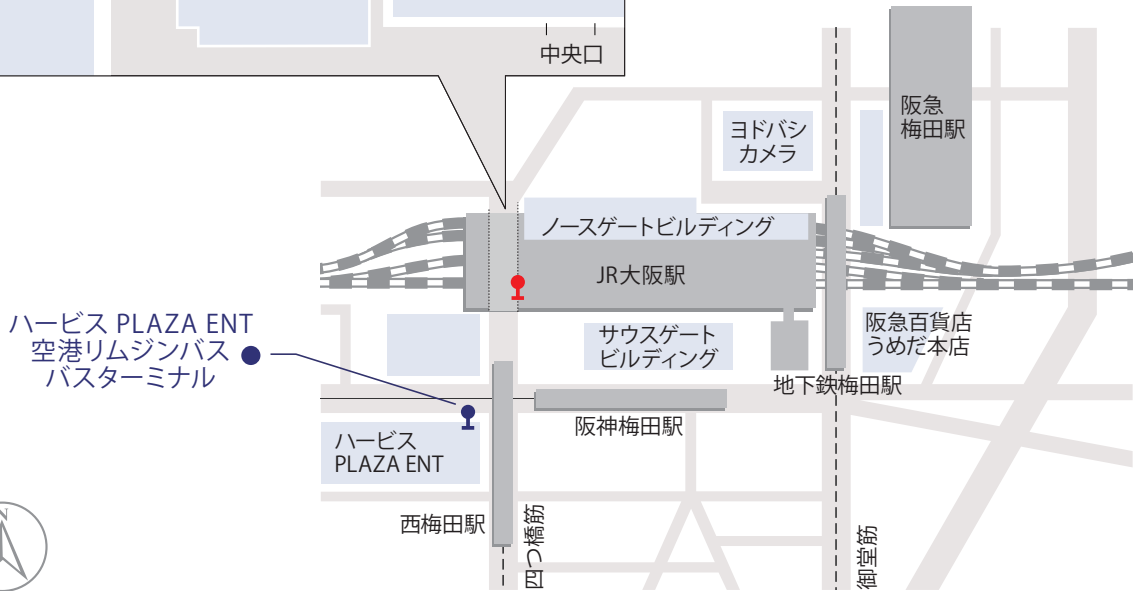 中央口
阪急
梅田駅
ヨドバシ
カメラ
ノースゲートビルディング
JR大阪駅
ハービス PLAZA ENT
空港リムジンバス
バスターミナル
サウスゲート
ビルディング
阪急百貨店
うめだ本店
地下鉄梅田駅
阪神梅田駅
ハービス
PLAZA ENT
西梅田駅
四つ橋筋
御堂筋
N